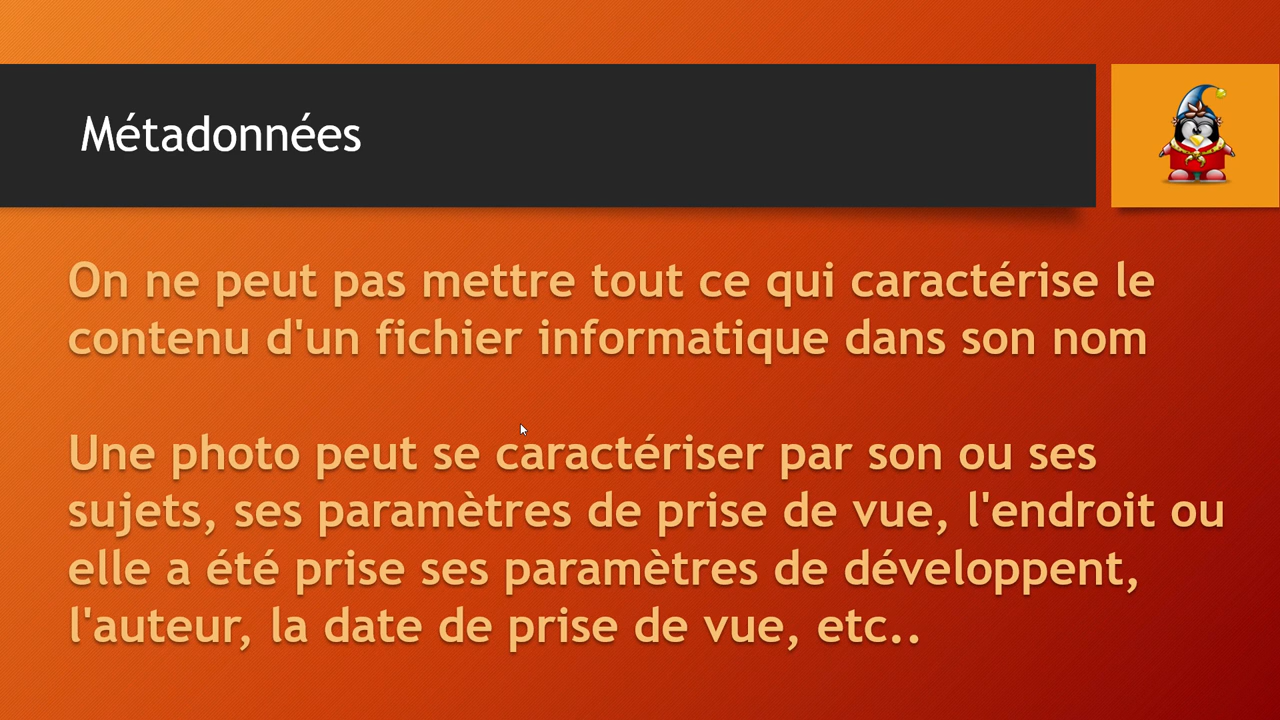 Métadonnées
On ne peut pas mettre tout ce qui caractérise le
contenu d'un fichier informatique dans son nom
Une photo peut se caractériser par son ou ses
sujets, ses paramètres de prise de vue, l'endroit ou
elle a été prise ses paramètres de développent,
l'auteur, la date de prise de vue, etc..